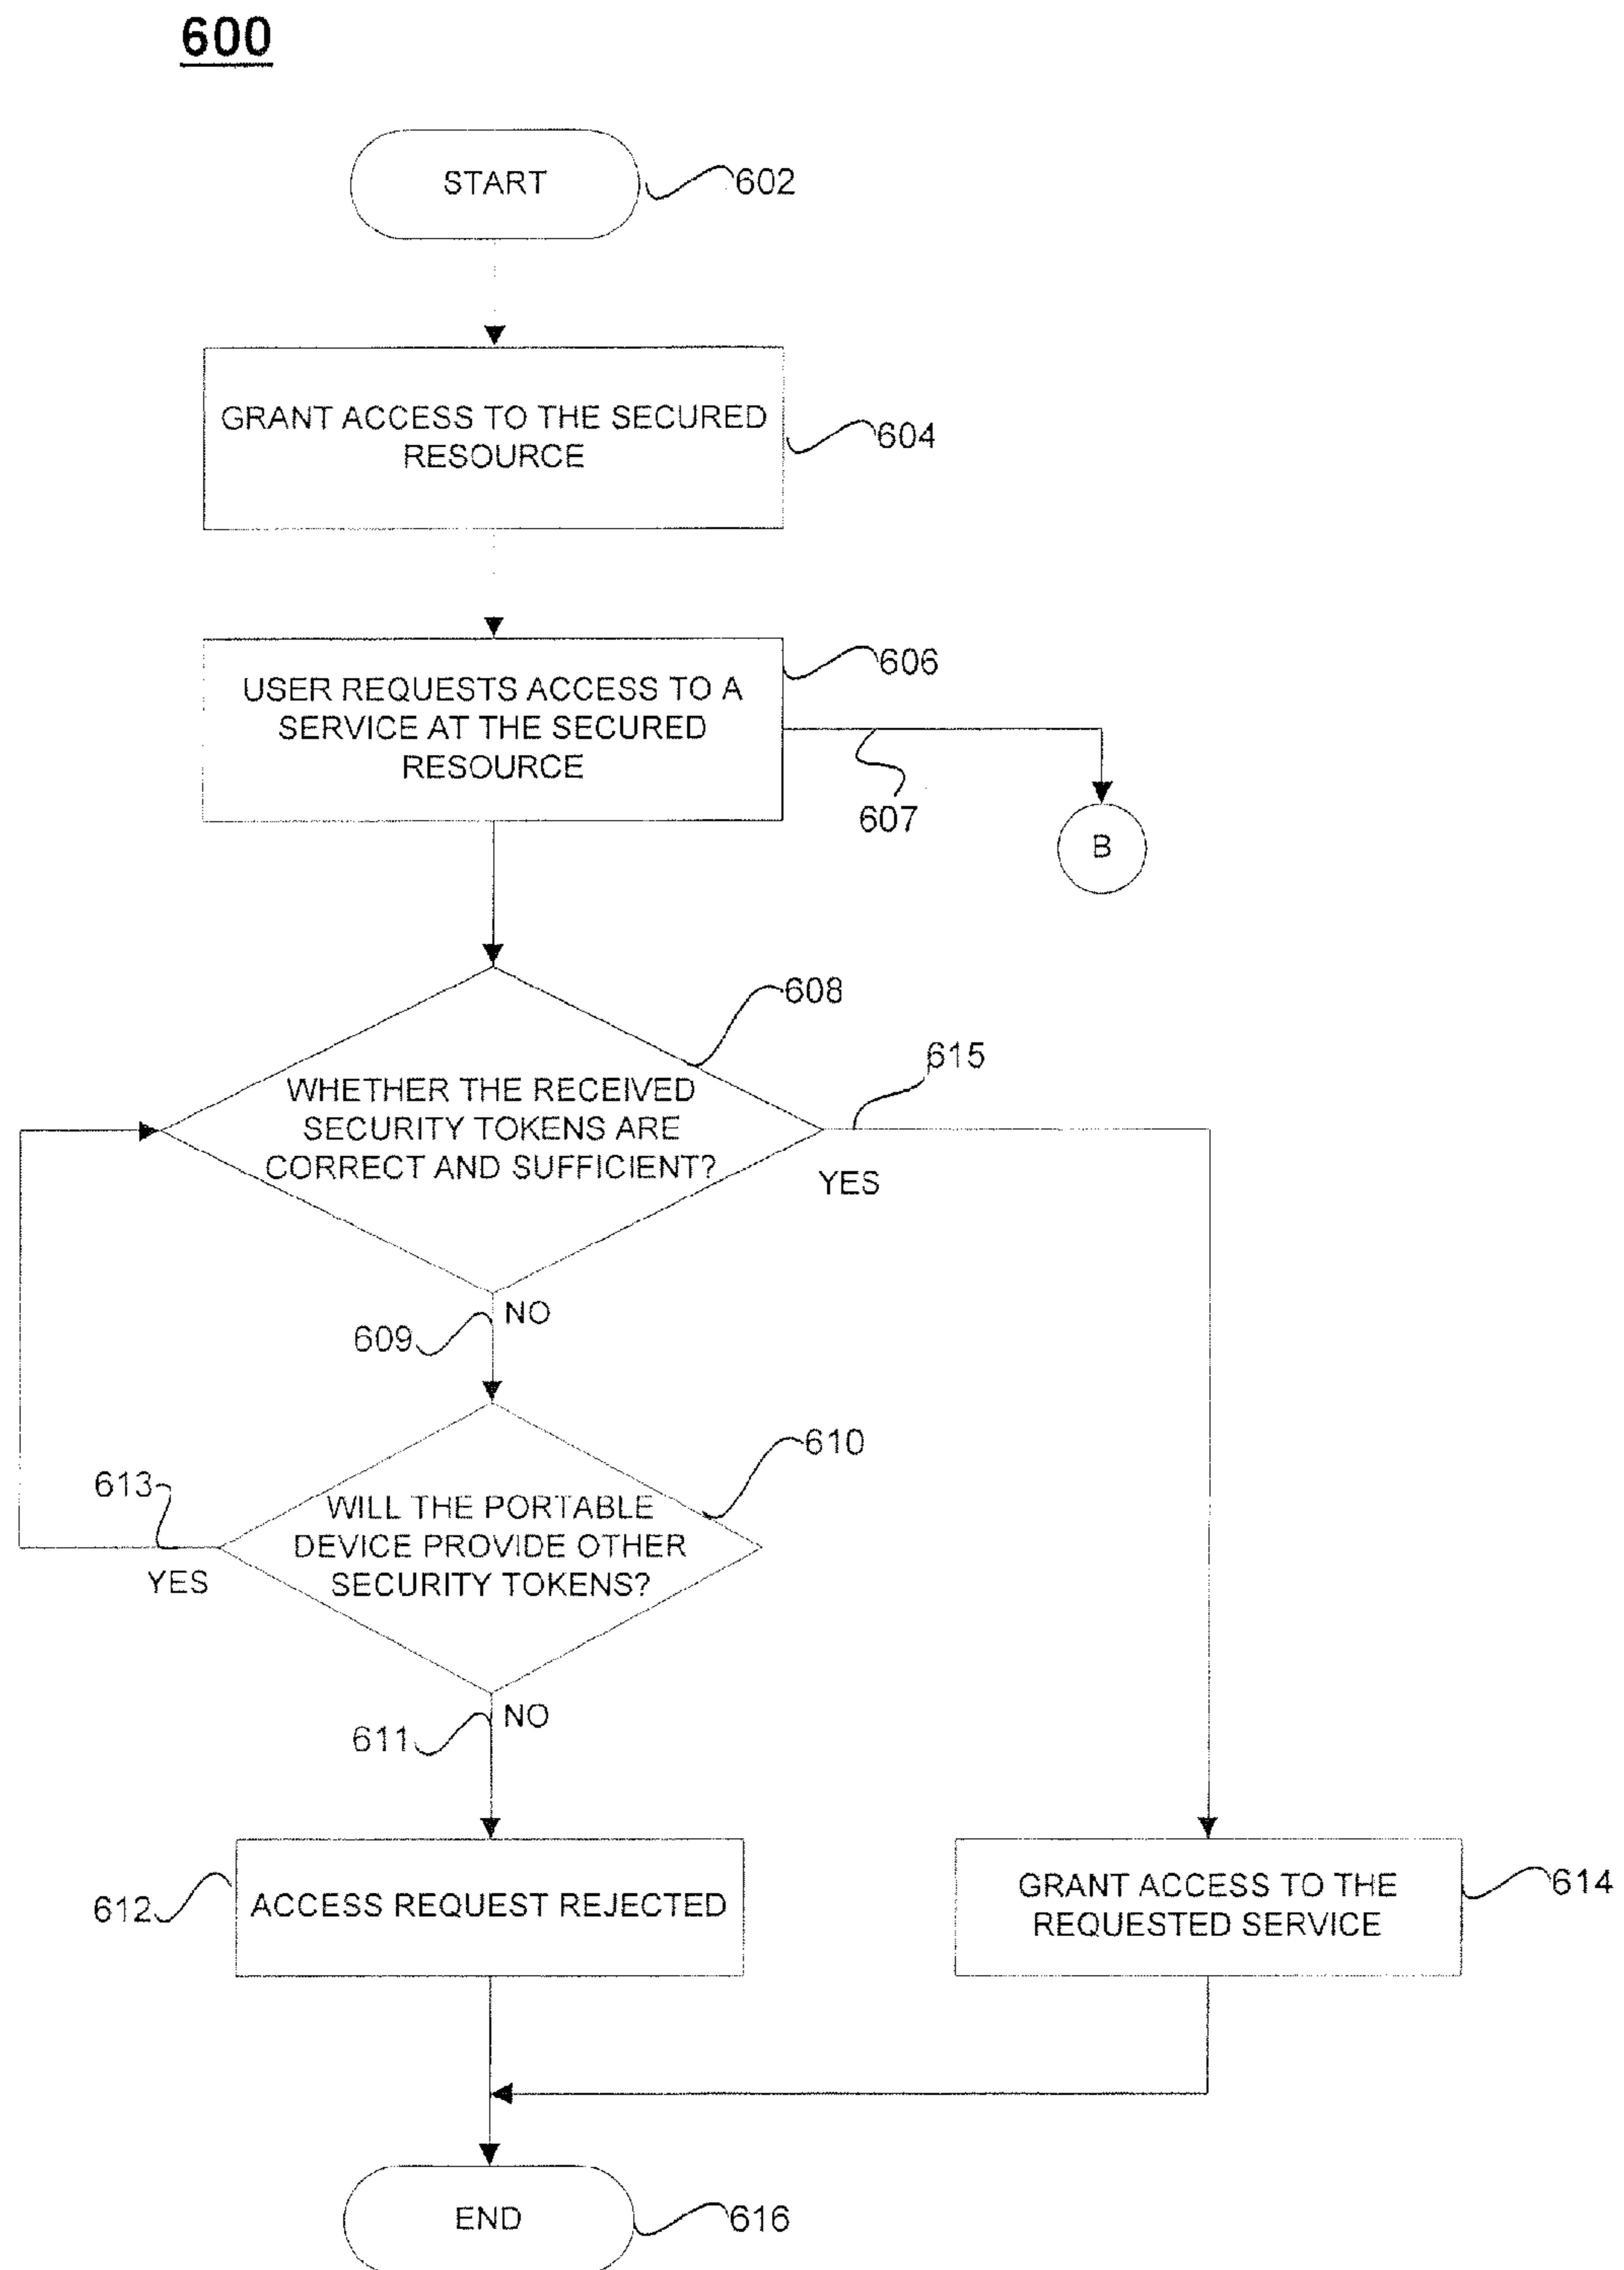 600
START
602
GRANT ACCESS TO THE SECURED
RESOURCE
604
USER REQUESTS ACCESS TO A
SERVICE AT THE SECURED
RESOURCE
606
607
B
608
WHETHER THE RECEIVED
SECURITY TOKENS ARE
CORRECT AND SUFFICIENT?
615
YES
NO
609
610
WILL THE PORTABLE
DEVICE PROVIDE OTHER
SECURITY TOKENS?
613
YES
NO
611
ACCESS REQUEST REJECTED
612
GRANT ACCESS TO THE
REQUESTED SERVICE
614
END
616